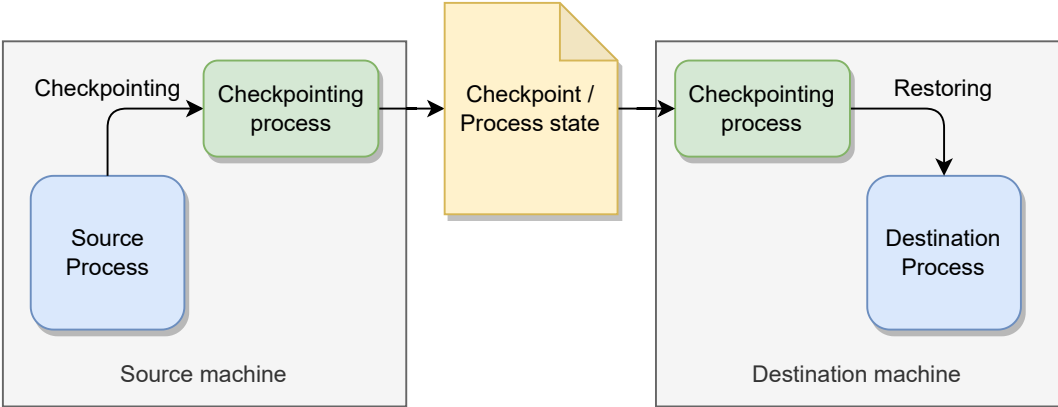 Checkpointing
Checkpointing
process
Source
Process
Source machine
Checkpoint /
Process state
Checkpointing
process
Restoring
Destination
Process
Destination machine